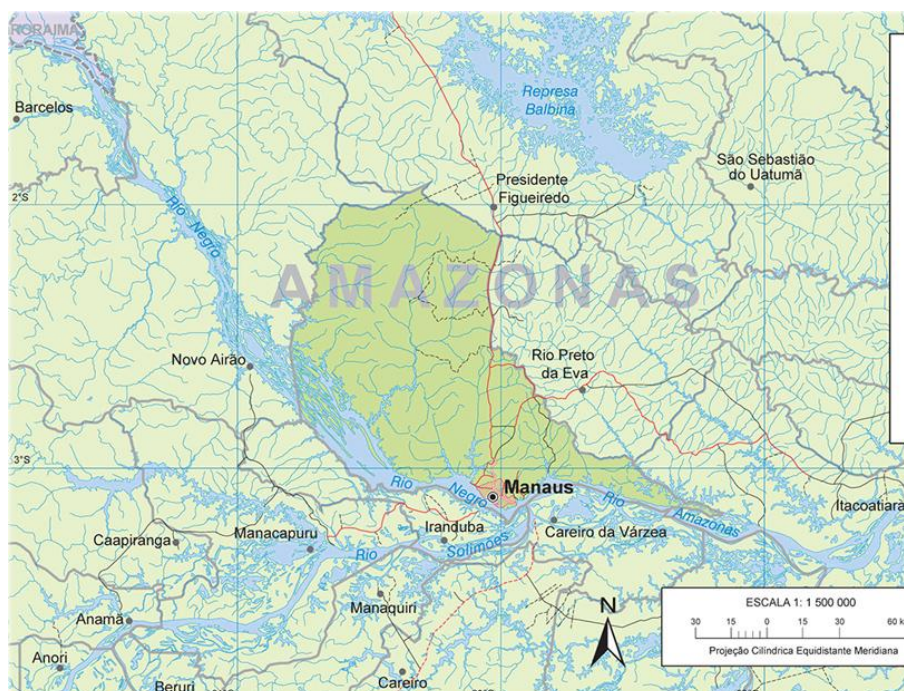 RORAIMA
Barcelos
Represa
Balbina
São Sebastião
do Uatumã
Presidente
Figueiredo
2°S
Rio Negro
AMAZONAS
Novo Airão
Rio Preto
da Eva
3°S
Rio
Negro
Manaus
Rio
Amazonas
Itacoatiara
Iranduba
Careiro da Várzea
Caapiranga
Manacapuru
Rio
Solimões
Manaquiri
N
ESCALA 1: 1 500 000
30 15 0 15 30 60 k
Projeção Cilíndrica Equidistante Meridiana
Anamã
Anori
Beruri
Careiro